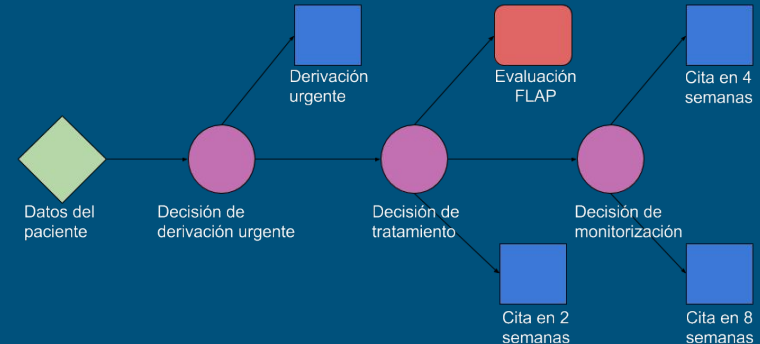 Derivación
urgente
Evaluación
FLAP
Cita en 4
semanas
Datos del
paciente
Decisión de
derivación urgente
Decisión de
tratamiento
Decisión de
monitorización
Cita en 2
semanas
Cita en 8
semanas